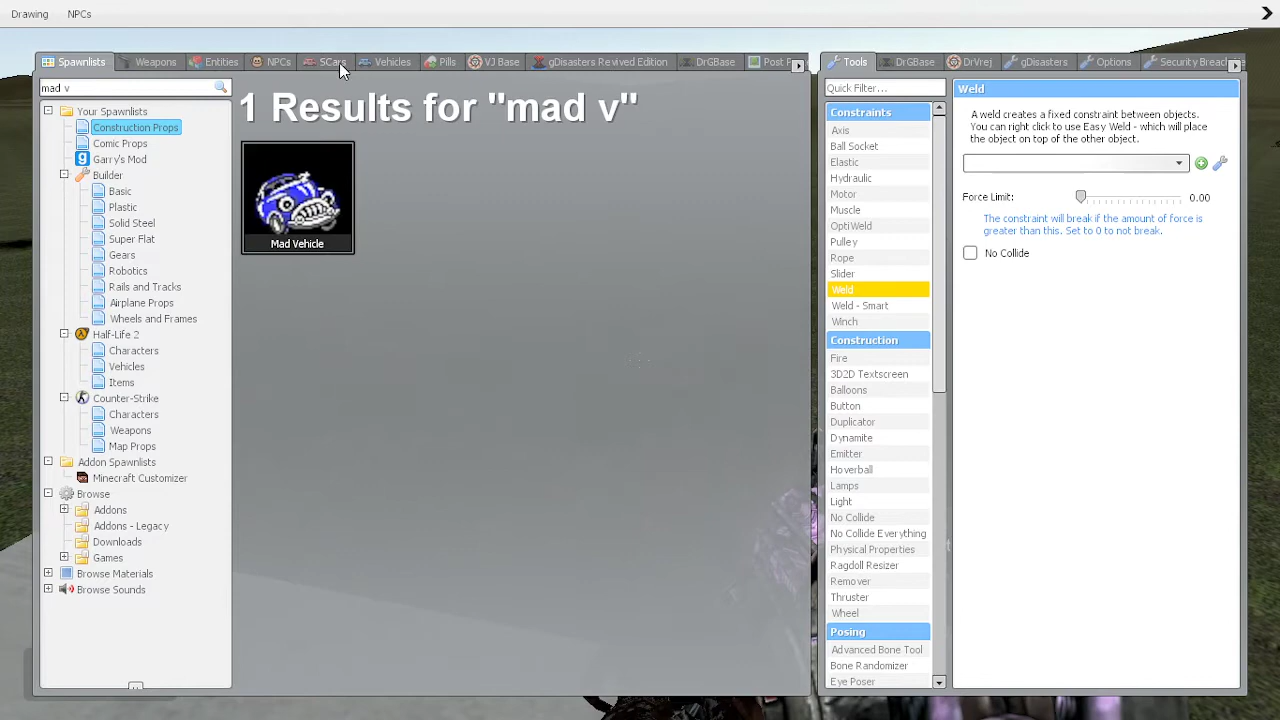 Drawing NPCs
Spawnlists Weapons Entities NPCs SCars Vehicles Pills VJ Base gDisasters Revived Edition DrGBase
mad v
Your Spawnlists
Construction Props
Comic Props
Garry's Mod
Builder
Basic
Plastic
Solid Steel
Super Flat
Gears
Robotics
Rails and Tracks
Airplane Props
Wheels and Frames
Half-Life 2
Characters
Vehicles
Items
Counter-Strike
Characters
Weapons
Map Props
Addon Spawnlists
Minecraft Customizer
Browse
Addons
Addons - Legacy
Downloads
Games
Browse Materials
Browse Sounds
1 Results for "mad v"
Mad Vehicle
Tools DrGBase DrVrej gDisasters Options Security
Quick Filter...
Constraints
Axis
Ball Socket
Elastic
Hydraulic
Motor
Muscle
OptiWeld
Pulley
Rope
Slider
Weld
Weld - Smart
Winch
Construction
Fire
3D2D Textscreen
Balloons
Button
Duplicator
Dynamite
Emitter
Hoverball
Lamps
Light
No Collide
No Collide Everything
Physical Properties
Ragdoll Resizer
Remover
Thruster
Wheel
Posing
Advanced Bone Tool
Bone Randomizer
Eye Poser
Weld
A weld creates a fixed constraint between objects.
You can right click to use Easy Weld - which will place
the object on top of the other object.
Force Limit: 0.00
The constraint will break if the amount of force is
greater than this. Set to 0 to not break.
No Collide